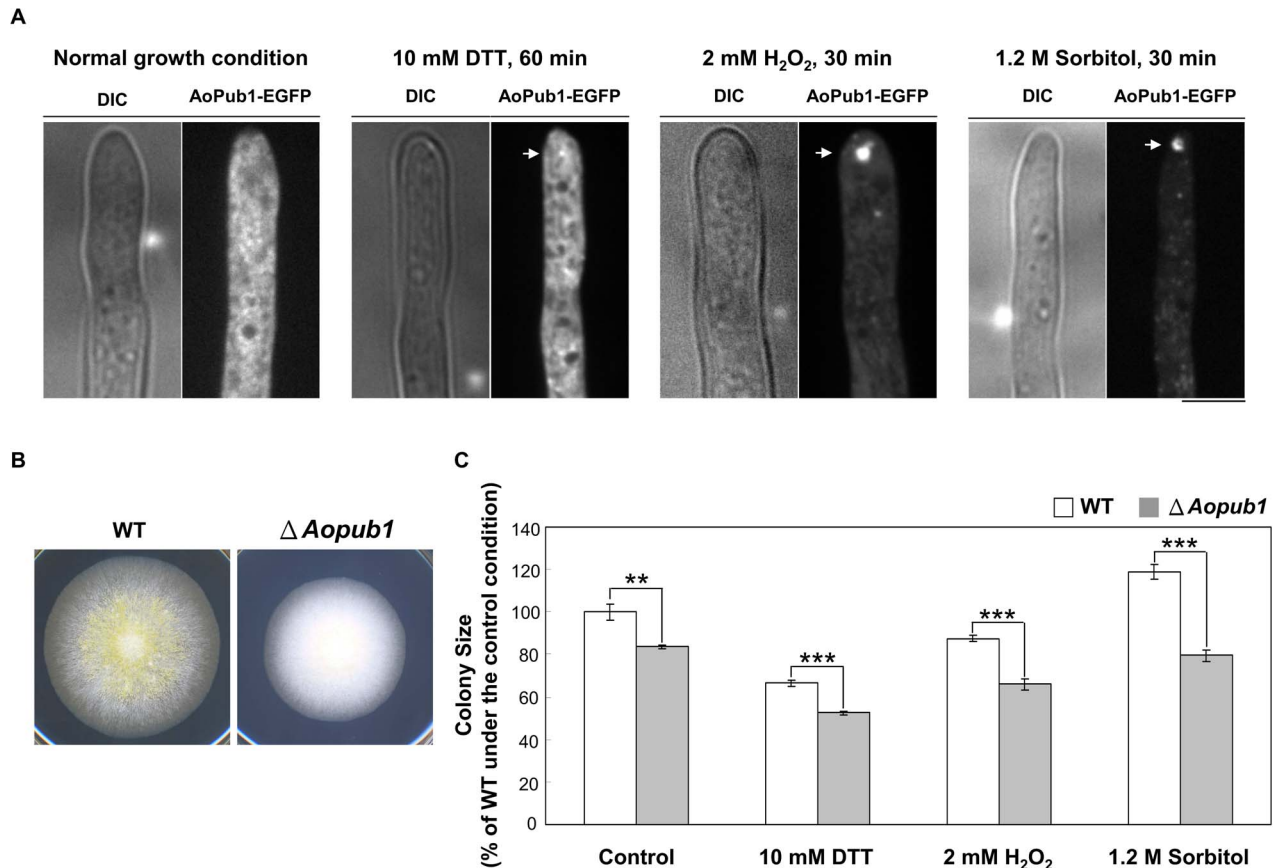 A
Normal growth condition
10 mM DTT, 60 min
2 mM H₂O₂, 30 min
1.2 M Sorbitol, 30 min
DIC
AoPub1-EGFP
DIC
AoPub1-EGFP
DIC
AoPub1-EGFP
DIC
AoPub1-EGFP
B
WT
Δ Aopub1
C
WT
Δ Aopub1
Colony Size
(% of WT under the control condition)
140
120
100
80
60
40
20
0
**
***
***
***
Control
10 mM DTT
2 mM H₂O₂
1.2 M Sorbitol